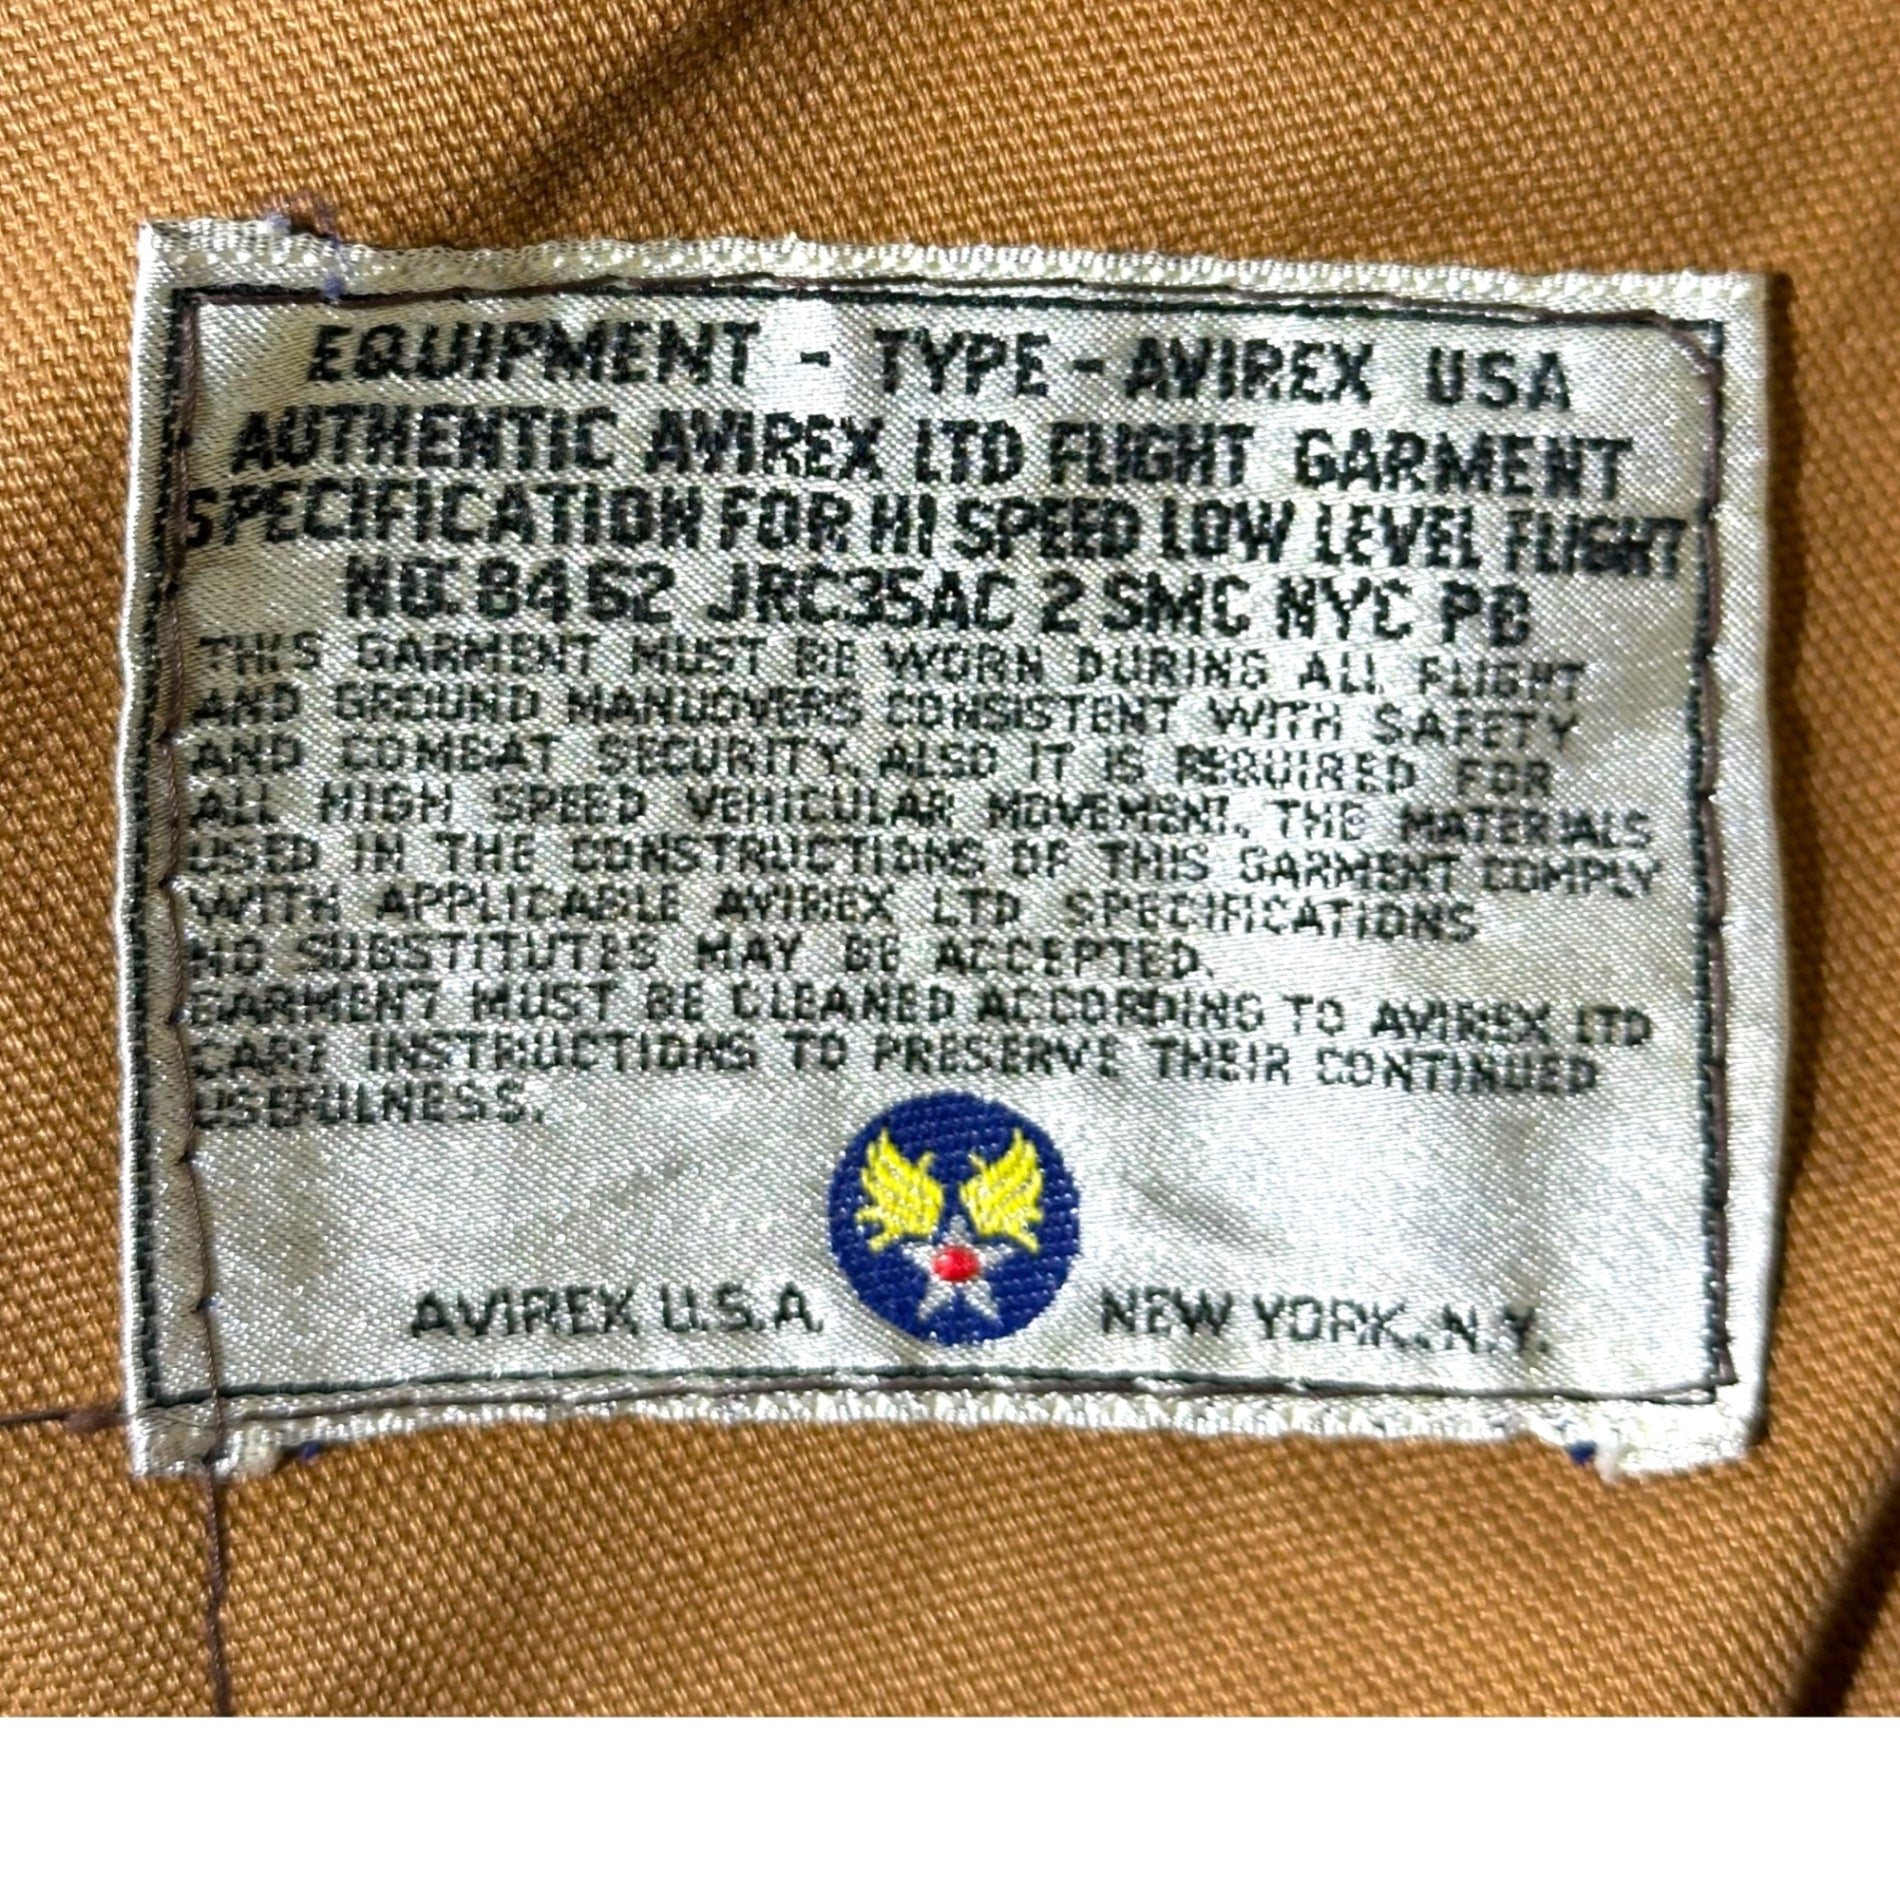 EQUIPMENT - TYPE - AVIREX USA
AUTHENTIC AVIREX LTD FLIGHT GARMENT
SPECIFICATION FOR HI SPEED LOW LEVEL FLIGHT
NO. 8452 JRC35AC 2 SMC NYC PB
THIS GARMENT MUST BE WORN DURING ALL FLIGHT
AND GROUND MANUOVERS CONSISTENT WITH SAFETY
AND COMBAT SECURITY. ALSO IT IS REQUIRED FOR
ALL HIGH SPEED VEHICULAR MOVEMENT. THE MATERIALS
USED IN THE CONSTRUCTIONS OF THIS GARMENT COMPLY
WITH APPLICABLE AVIREX LTD SPECIFICATIONS
NO SUBSTITUTES MAY BE ACCEPTED.
GARMENT MUST BE CLEANED ACCORDING TO AVIREX LTD
CARE INSTRUCTIONS TO PRESERVE THEIR CONTINUED
USEFULNESS.
AVIREX U.S.A. NEW YORK, N.Y.